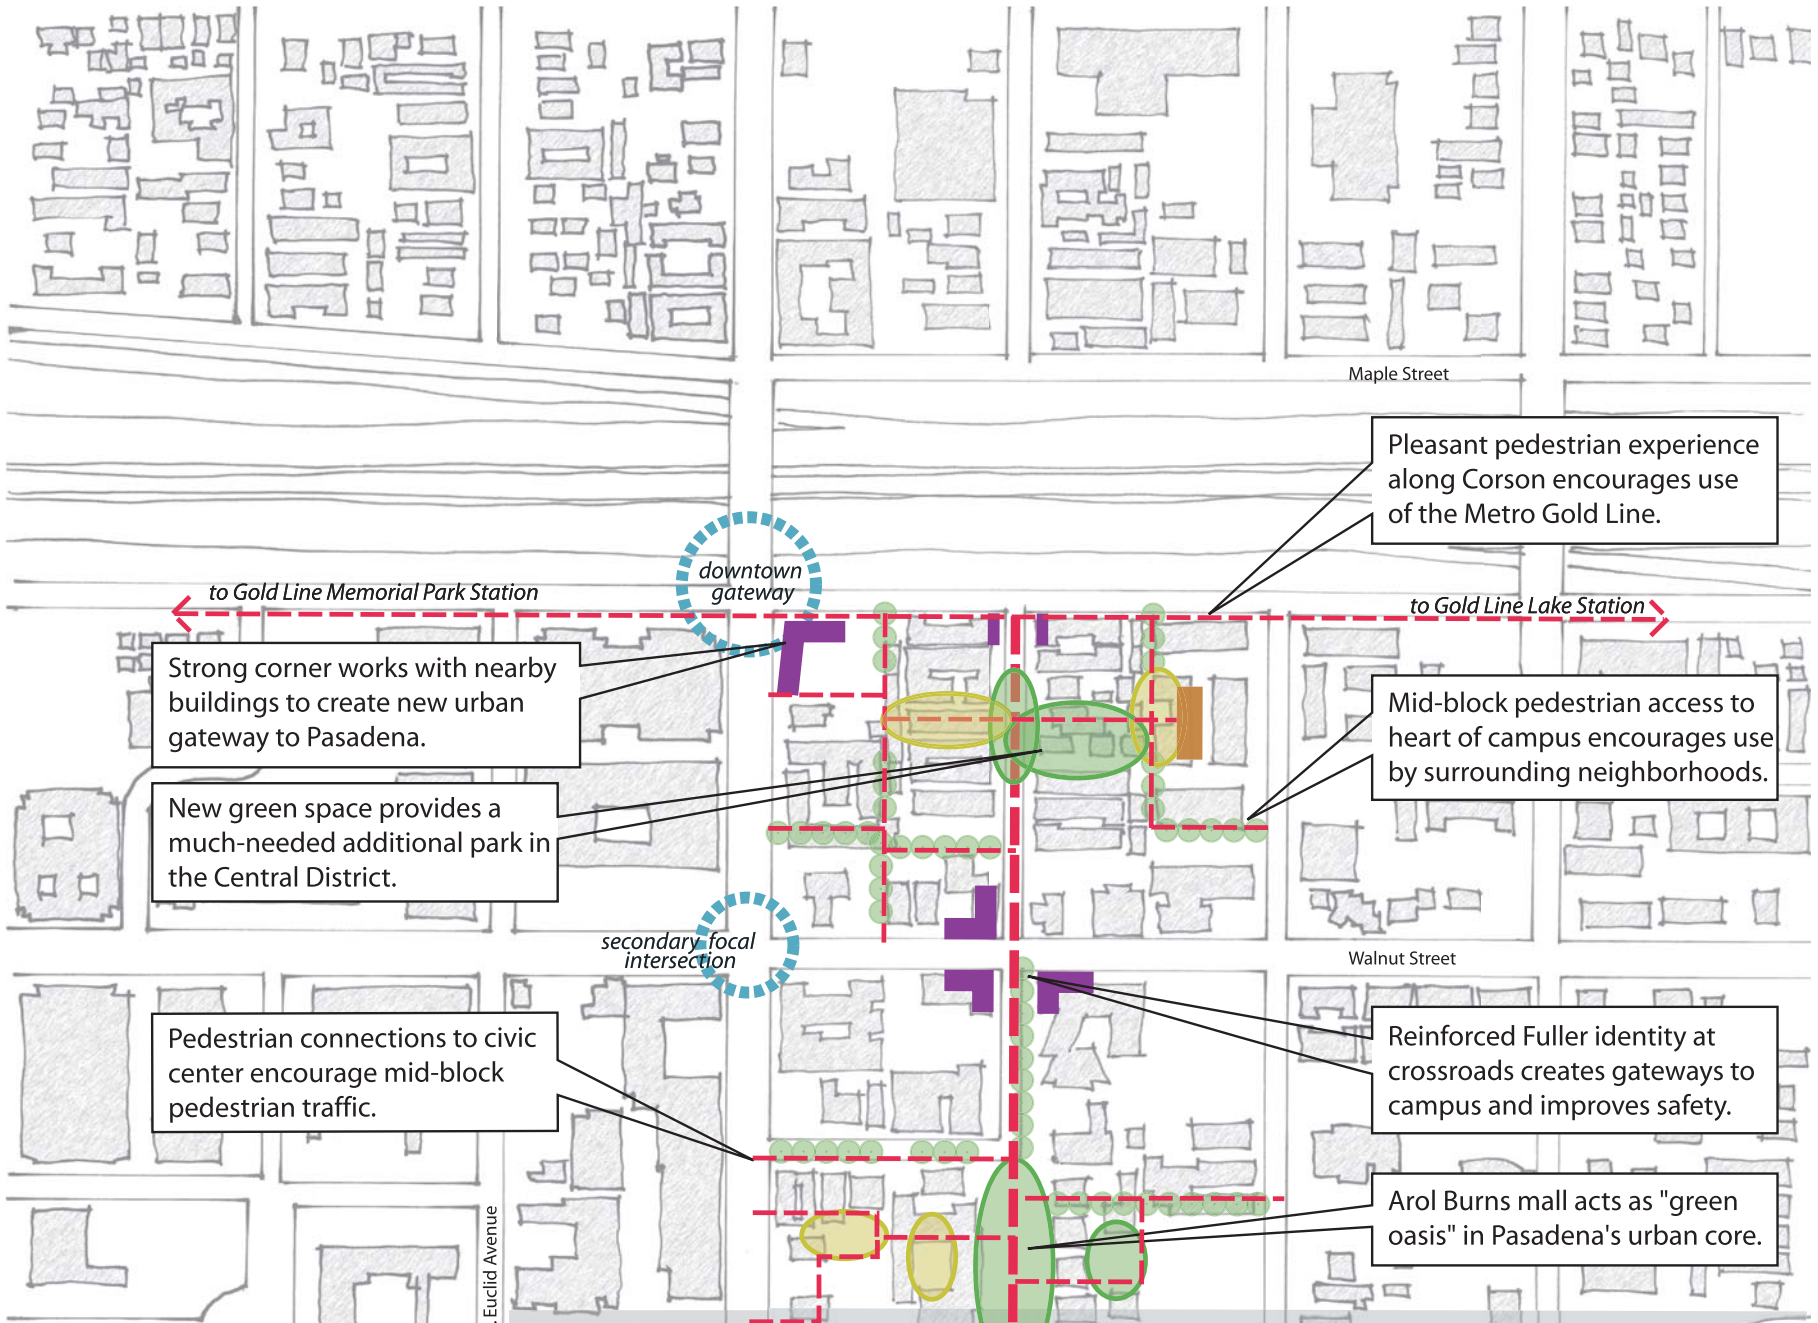 Maple Street
Pleasant pedestrian experience
along Corson encourages use
of the Metro Gold Line.
downtown
gateway
to Gold Line Memorial Park Station
to Gold Line Lake Station
Strong corner works with nearby
buildings to create new urban
gateway to Pasadena.
Mid-block pedestrian access to
heart of campus encourages use
by surrounding neighborhoods.
New green space provides a
much-needed additional park in
the Central District.
secondary focal
intersection
Walnut Street
Pedestrian connections to civic
center encourage mid-block
pedestrian traffic.
Reinforced Fuller identity at
crossroads creates gateways to
campus and improves safety.
Arol Burns mall acts as "green
oasis" in Pasadena's urban core.
. Euclid Avenue